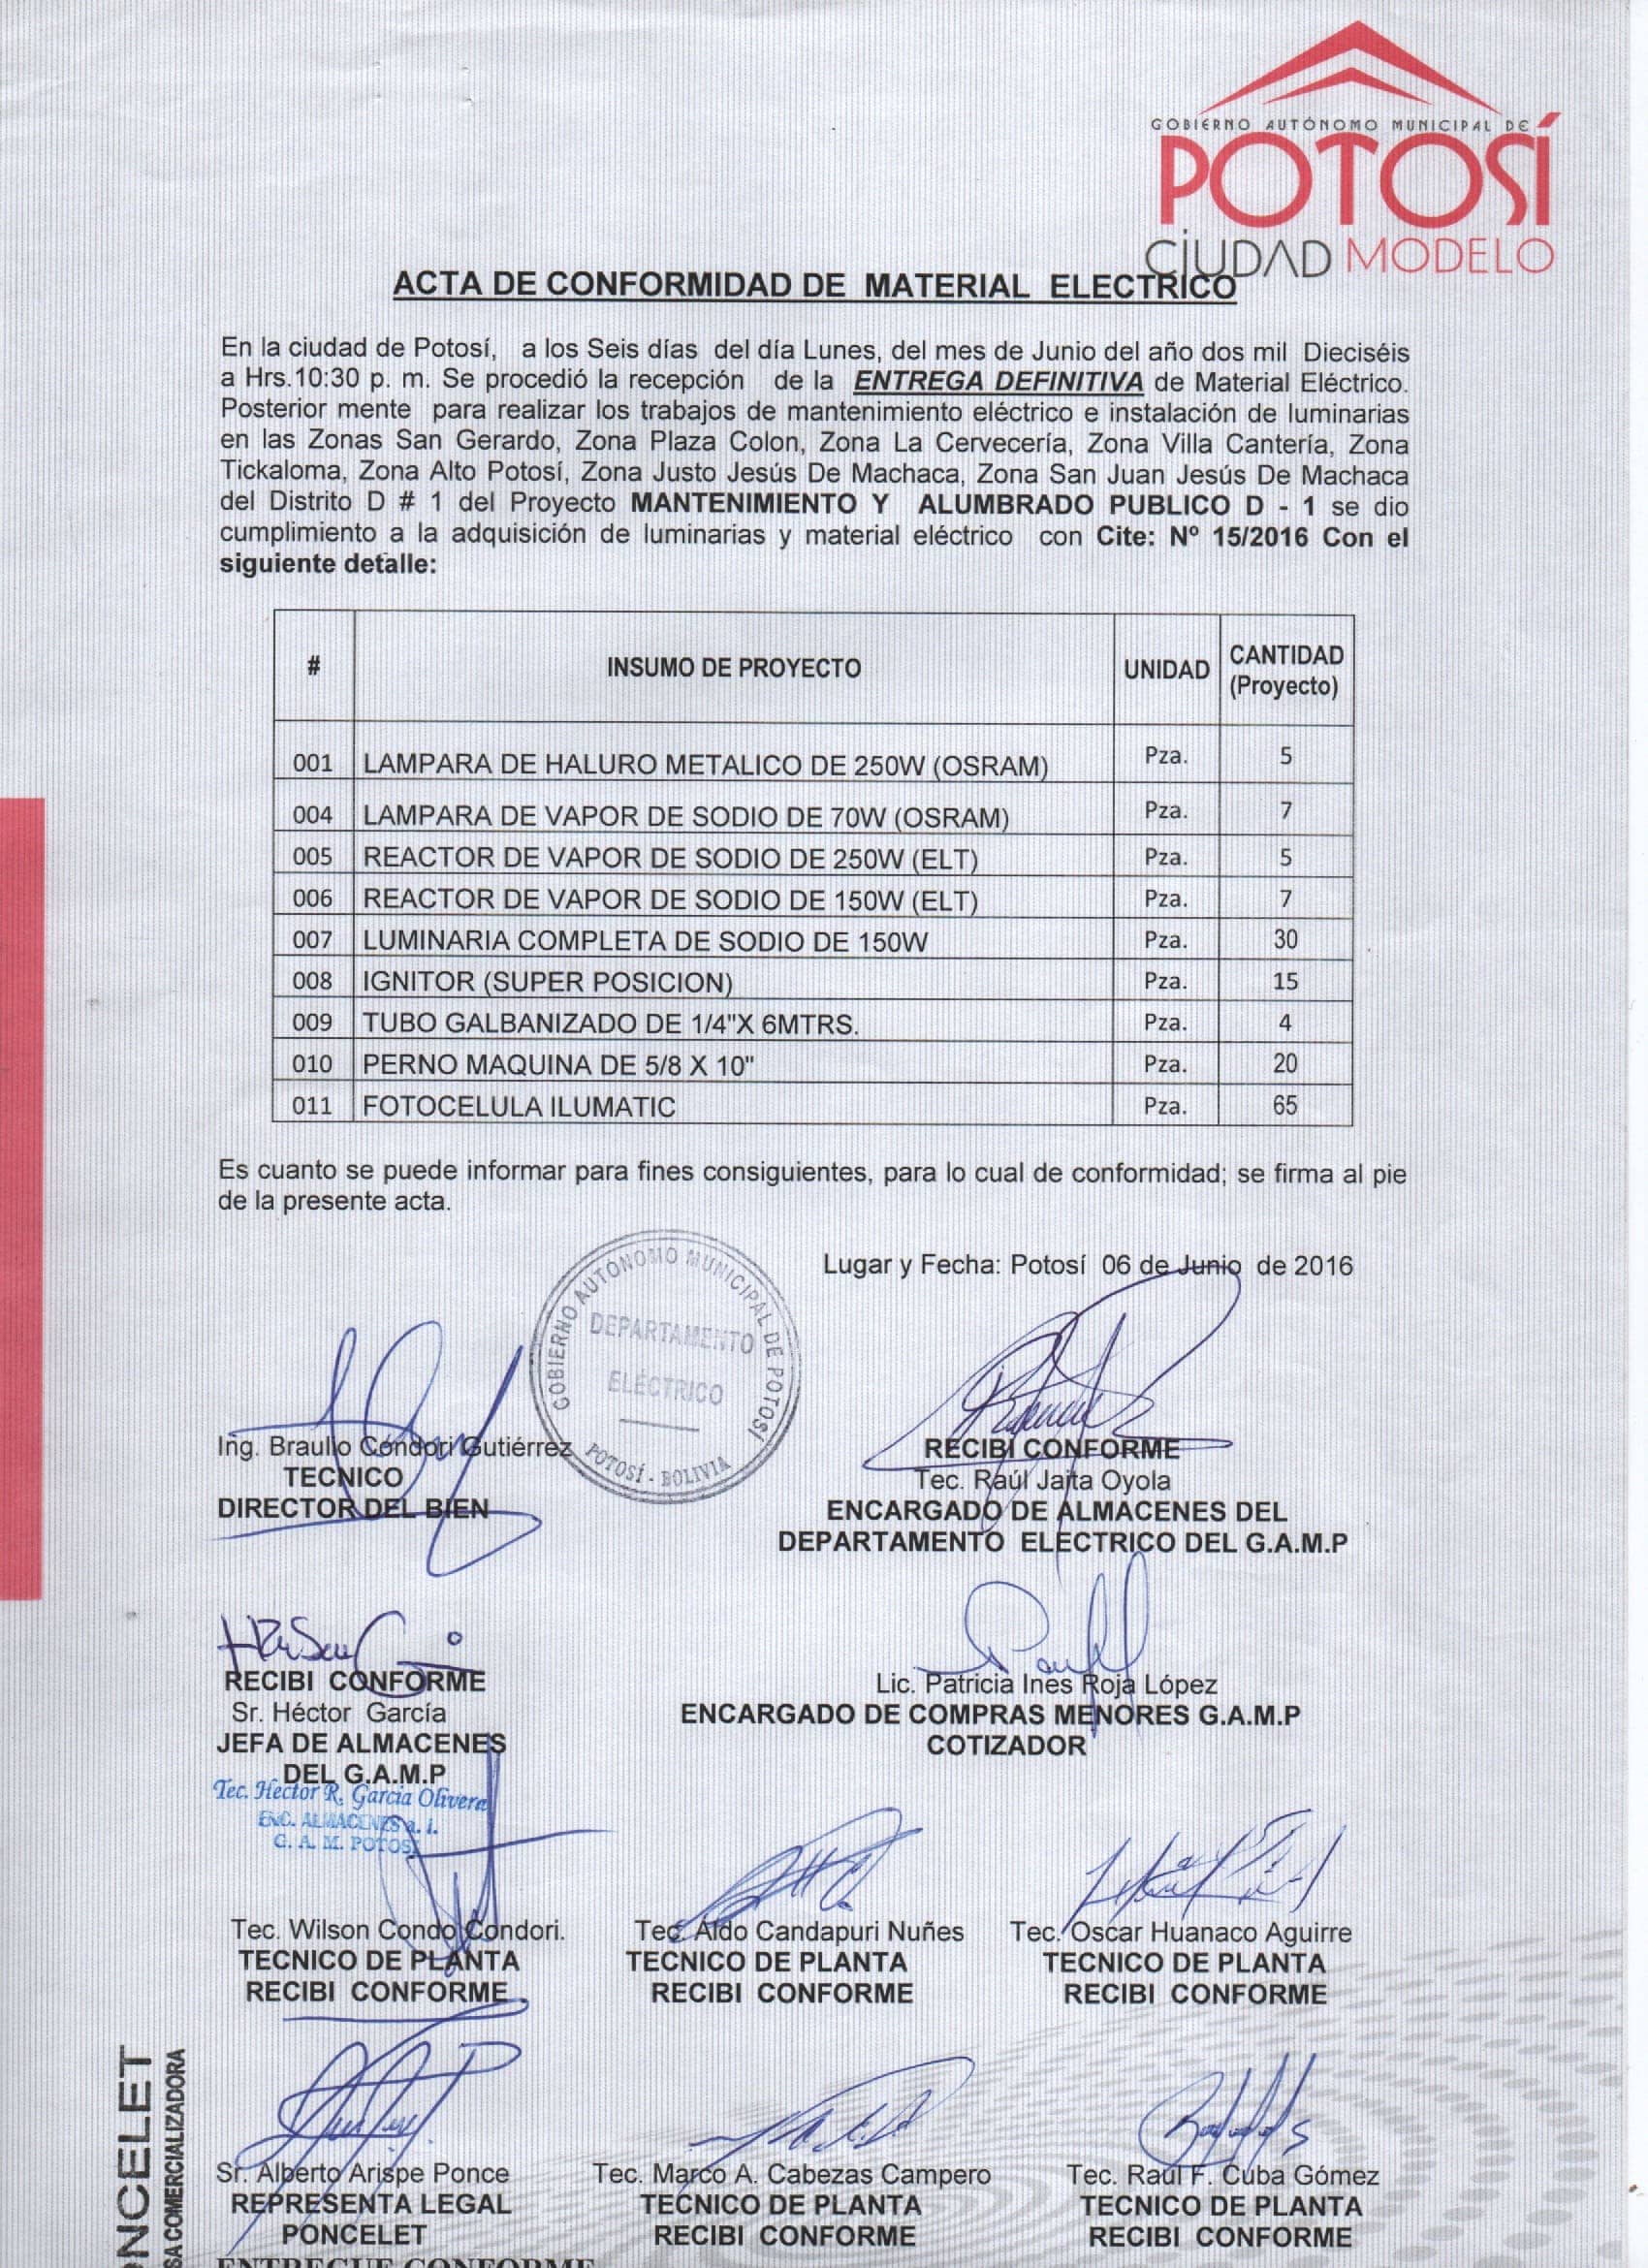 GOBIERNO AUTÓNOMO MUNICIPAL DE
POTOSÍ
CIUDAD MODELO
ACTA DE CONFORMIDAD DE MATERIAL ELECTRICO
En la ciudad de Potosí, a los Seis días del día Lunes, del mes de Junio del año dos mil Dieciséis
a Hrs.10:30 p. m. Se procedió la recepción de la ENTREGA DEFINITIVA de Material Eléctrico.
Posterior mente para realizar los trabajos de mantenimiento eléctrico e instalación de luminarias
en las Zonas San Gerardo, Zona Plaza Colon, Zona La Cervecería, Zona Villa Cantería, Zona
Tickaloma, Zona Alto Potosí, Zona Justo Jesús De Machaca, Zona San Juan Jesús De Machaca
del Distrito D # 1 del Proyecto MANTENIMIENTO Y ALUMBRADO PUBLICO D - 1 se dio
cumplimiento a la adquisición de luminarias y material eléctrico con Cite: Nº 15/2016 Con el
siguiente detalle:
# INSUMO DE PROYECTO UNIDAD CANTIDAD (Proyecto)
001 LAMPARA DE HALURO METALICO DE 250W (OSRAM) Pza. 5
004 LAMPARA DE VAPOR DE SODIO DE 70W (OSRAM) Pza. 7
005 REACTOR DE VAPOR DE SODIO DE 250W (ELT) Pza. 5
006 REACTOR DE VAPOR DE SODIO DE 150W (ELT) Pza. 7
007 LUMINARIA COMPLETA DE SODIO DE 150W Pza. 30
008 IGNITOR (SUPER POSICION) Pza. 15
009 TUBO GALBANIZADO DE 1/4"X 6MTRS. Pza. 4
010 PERNO MAQUINA DE 5/8 X 10" Pza. 20
011 FOTOCELULA ILUMATIC Pza. 65
Es cuanto se puede informar para fines consiguientes, para lo cual de conformidad; se firma al pie
de la presente acta.
Lugar y Fecha: Potosí 06 de Junio de 2016
GOBIERNO AUTÓNOMO MUNICIPAL DE POTOSÍ
DEPARTAMENTO
ELÉCTRICO
POTOSÍ - BOLIVIA
Ing. Braulio Condori Gutiérrez
TECNICO
DIRECTOR DEL BIEN
RECIBI CONFORME
Tec. Raúl Jaita Oyola
ENCARGADO DE ALMACENES DEL
DEPARTAMENTO ELECTRICO DEL G.A.M.P
RECIBI CONFORME
Sr. Héctor García
JEFA DE ALMACENES
DEL G.A.M.P
Tec. Hector R. Garcia Olivera
ENC. ALMACENES a. i.
G. A. M. POTOSI
Lic. Patricia Ines Roja López
ENCARGADO DE COMPRAS MENORES G.A.M.P
COTIZADOR
Tec. Wilson Condo Condori.
TECNICO DE PLANTA
RECIBI CONFORME
Tec. Aldo Candapuri Nuñes
TECNICO DE PLANTA
RECIBI CONFORME
Tec. Oscar Huanaco Aguirre
TECNICO DE PLANTA
RECIBI CONFORME
Sr. Alberto Arispe Ponce
REPRESENTA LEGAL
PONCELET
ENTREGUE CONFORME
Tec. Marco A. Cabezas Campero
TECNICO DE PLANTA
RECIBI CONFORME
Tec. Raúl F. Cuba Gómez
TECNICO DE PLANTA
RECIBI CONFORME
NCELET
SA COMERCIALIZADORA